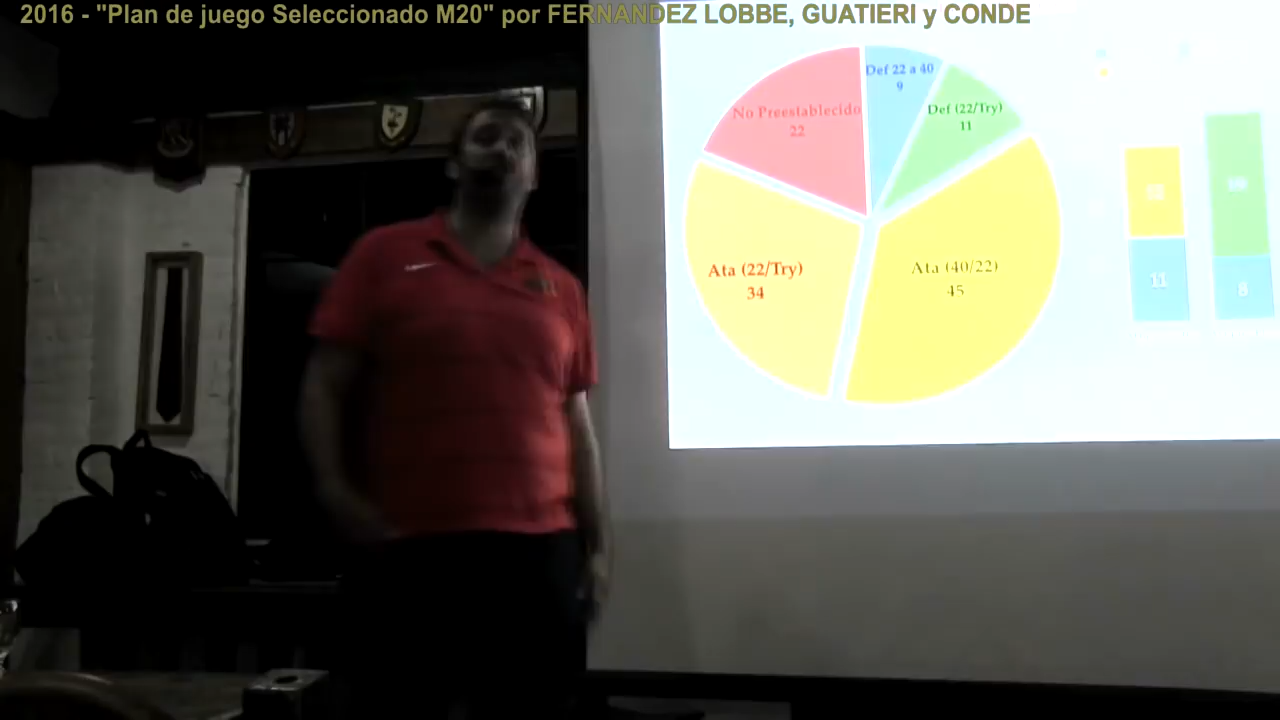 2016 - "Plan de juego Seleccionado M20" por FERNANDEZ LOBBE, GUATIERI y CONDE
Def 22 a 40
9
No Preestablecido
22
Def (22/Try)
11
Ata (22/Try)
34
Ata (40/22)
45
11
8